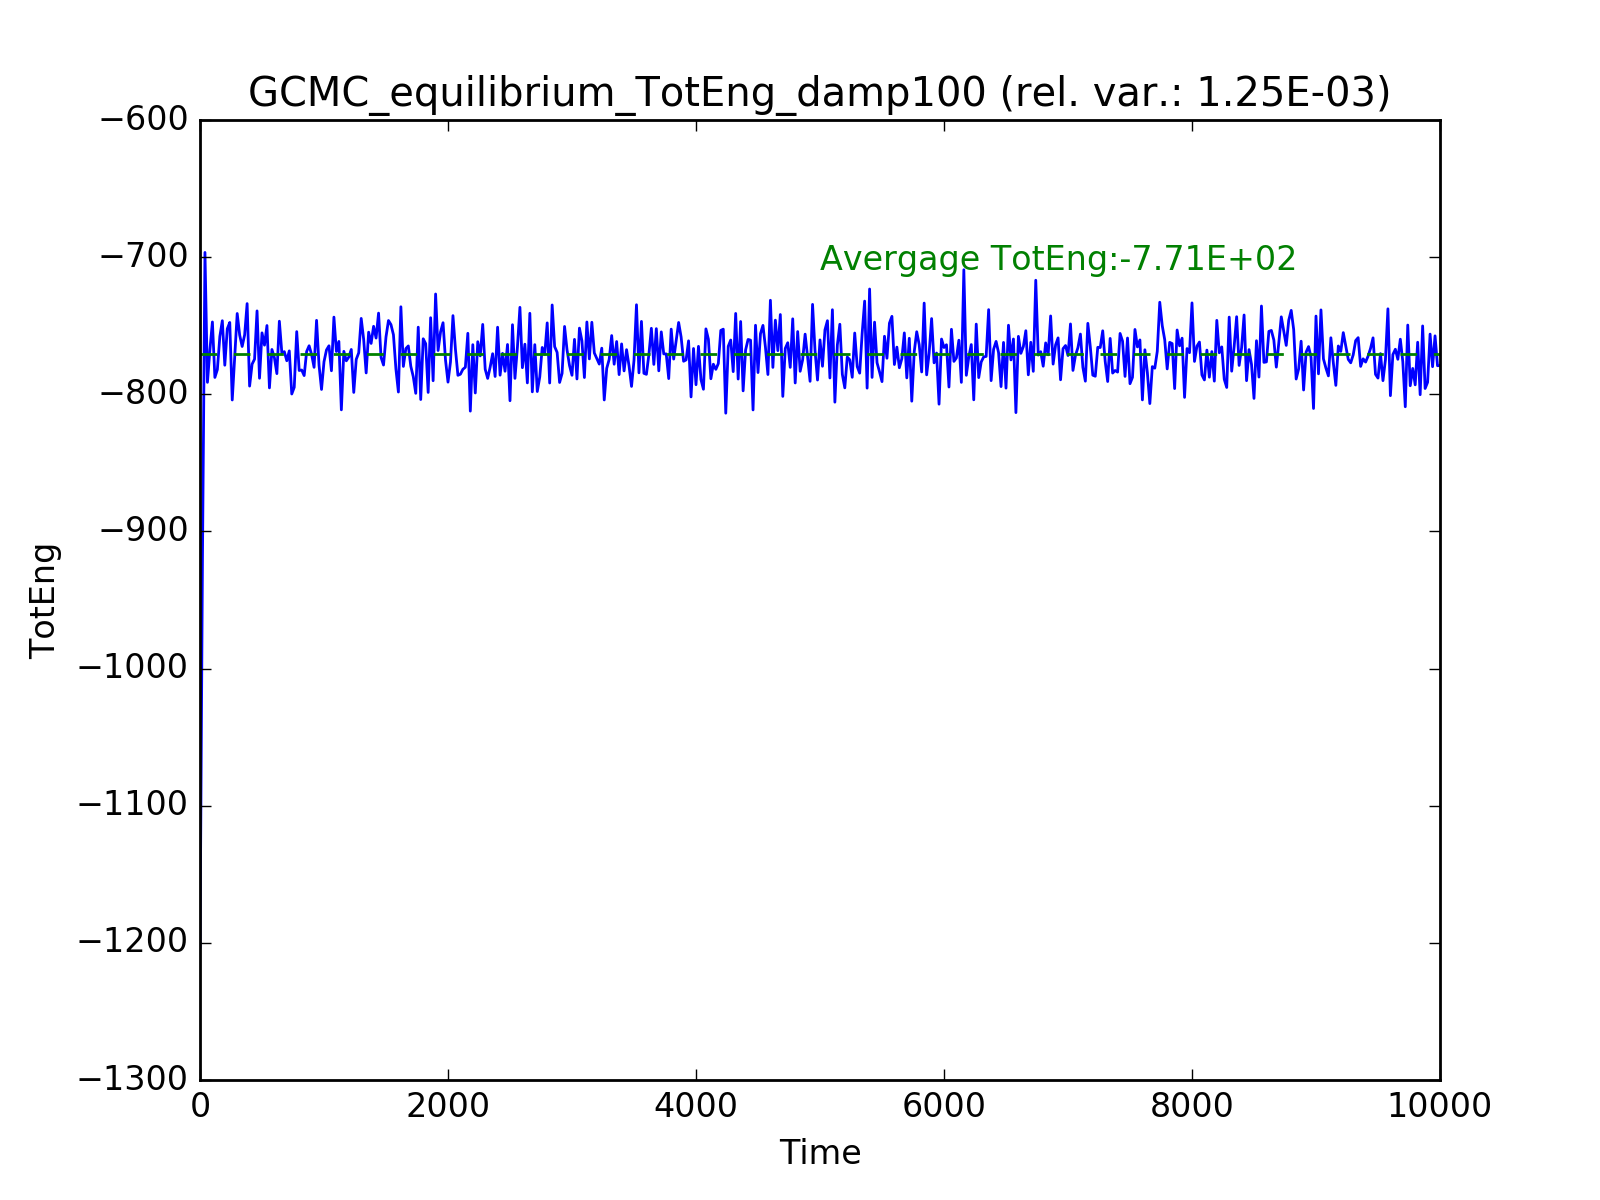 GCMC_equilibrium_TotEng_damp100 (rel. var.: 1.25E-03)
−600
−700
−800
−900
−1000
−1100
−1200
−1300
TotEng
Avergage TotEng:-7.71E+02
0 2000 4000 6000 8000 10000
Time